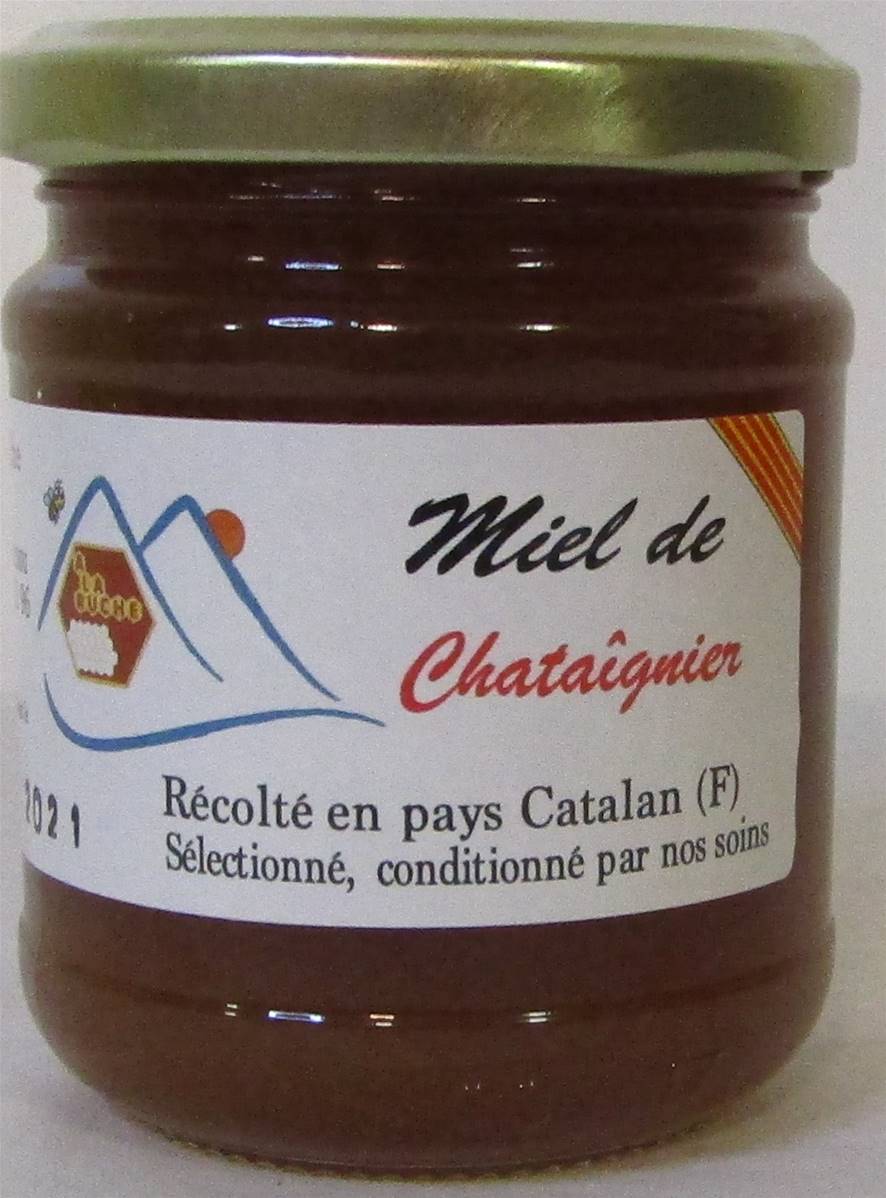 Miel de
Chataîgnier
A
LA
RUCHE
2021
Récolté en pays Catalan (F)
Sélectionné, conditionné par nos soins